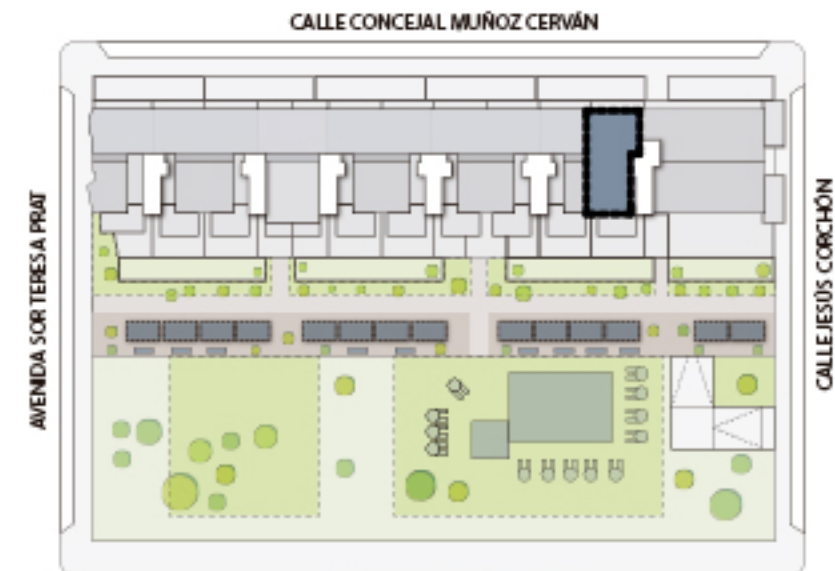 CALLE CONCEJAL MUÑOZ CERVÁN
AVENIDA SOR TERESA PRAT
CALLE JESÚS CORCHÓN